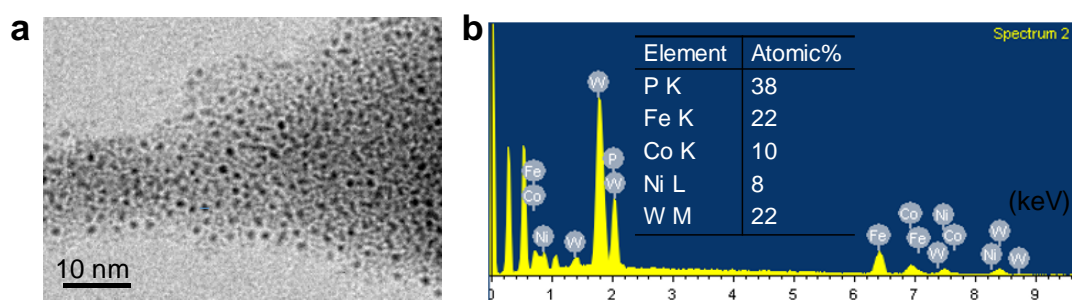 a
10 nm
b
Spectrum 2
Element Atomic%
P K 38
Fe K 22
Co K 10
Ni L 8
W M 22
(keV)
W
P
W
Fe
Co
Ni
W
Fe
Co
Fe
Ni
W
Co
W
Ni
W
0 1 2 3 4 5 6 7 8 9